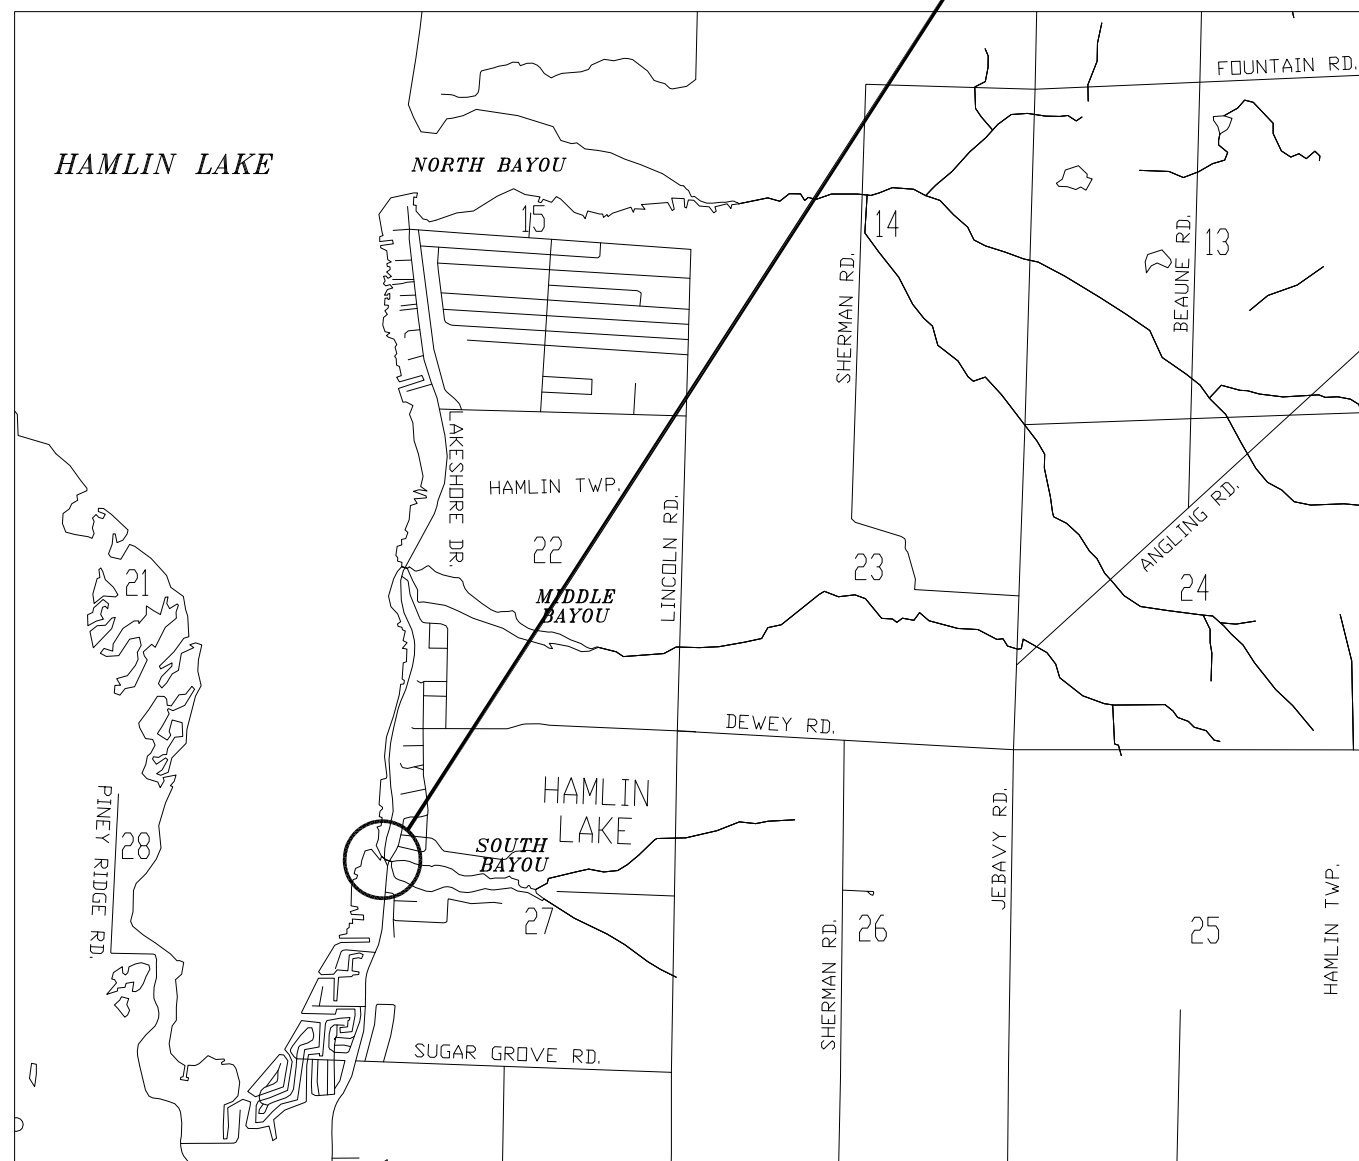 FOUNTAIN RD.
HAMLIN LAKE
NORTH BAYOU
15
14
13
BEAUNE RD.
SHERMAN RD.
LAKESHORE DR.
HAMLIN TWP.
LINCOLN RD.
ANGLING RD.
22
23
21
24
MIDDLE
BAYOU
DEWEY RD.
HAMLIN
LAKE
PINEY RIDGE RD.
28
SOUTH
BAYOU
JEBAVY RD.
27
SHERMAN RD.
26
25
HAMLIN TWP.
SUGAR GROVE RD.